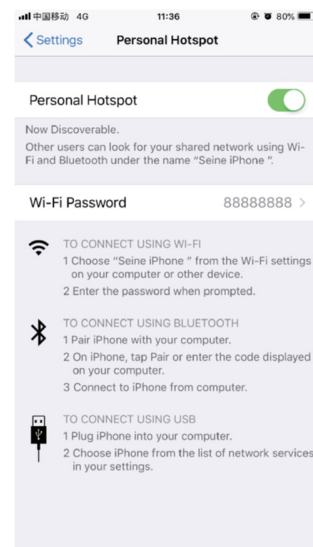 中国移动 4G 11:36 80%
Settings Personal Hotspot
Personal Hotspot
Now Discoverable.
Other users can look for your shared network using Wi-
Fi and Bluetooth under the name “Seine iPhone ”.
Wi-Fi Password 88888888
TO CONNECT USING WI-FI
1 Choose “Seine iPhone ” from the Wi-Fi settings
on your computer or other device.
2 Enter the password when prompted.
TO CONNECT USING BLUETOOTH
1 Pair iPhone with your computer.
2 On iPhone, tap Pair or enter the code displayed
on your computer.
3 Connect to iPhone from computer.
TO CONNECT USING USB
1 Plug iPhone into your computer.
2 Choose iPhone from the list of network services
in your settings.